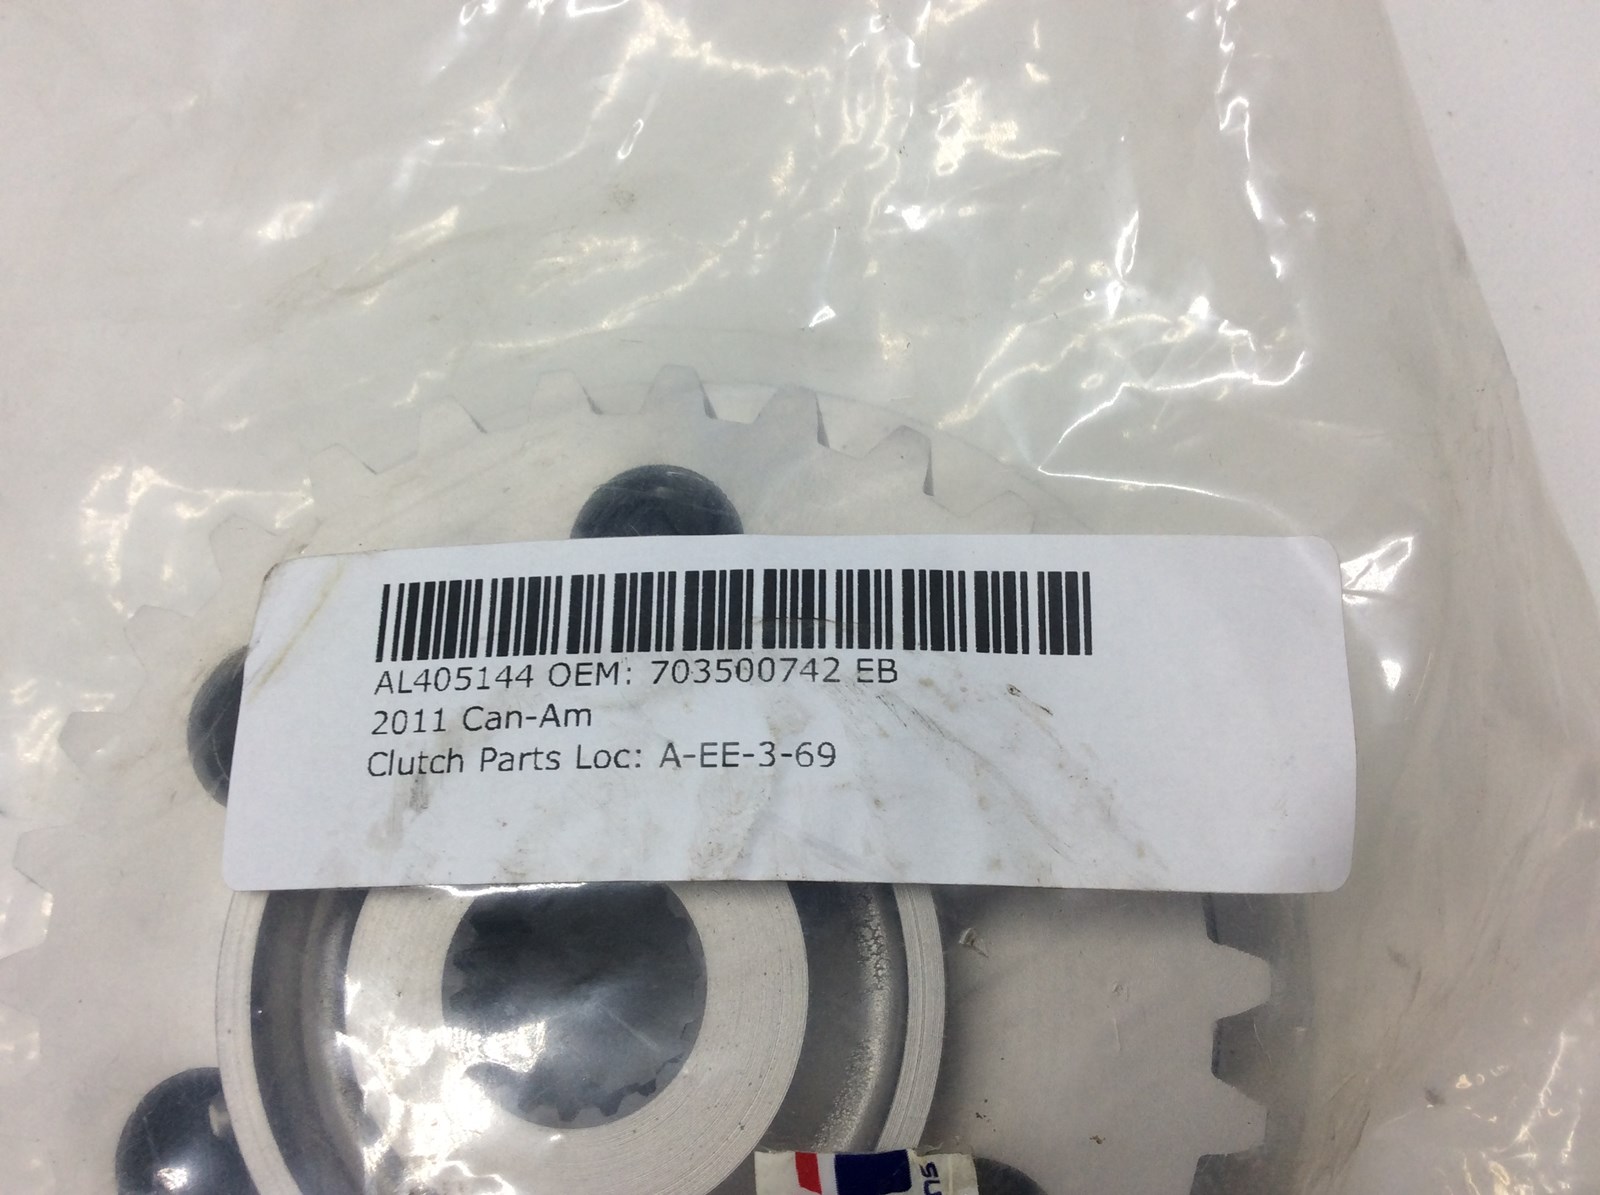 AL405144 OEM: 703500742 EB
2011 Can-Am
Clutch Parts Loc: A-EE-3-69